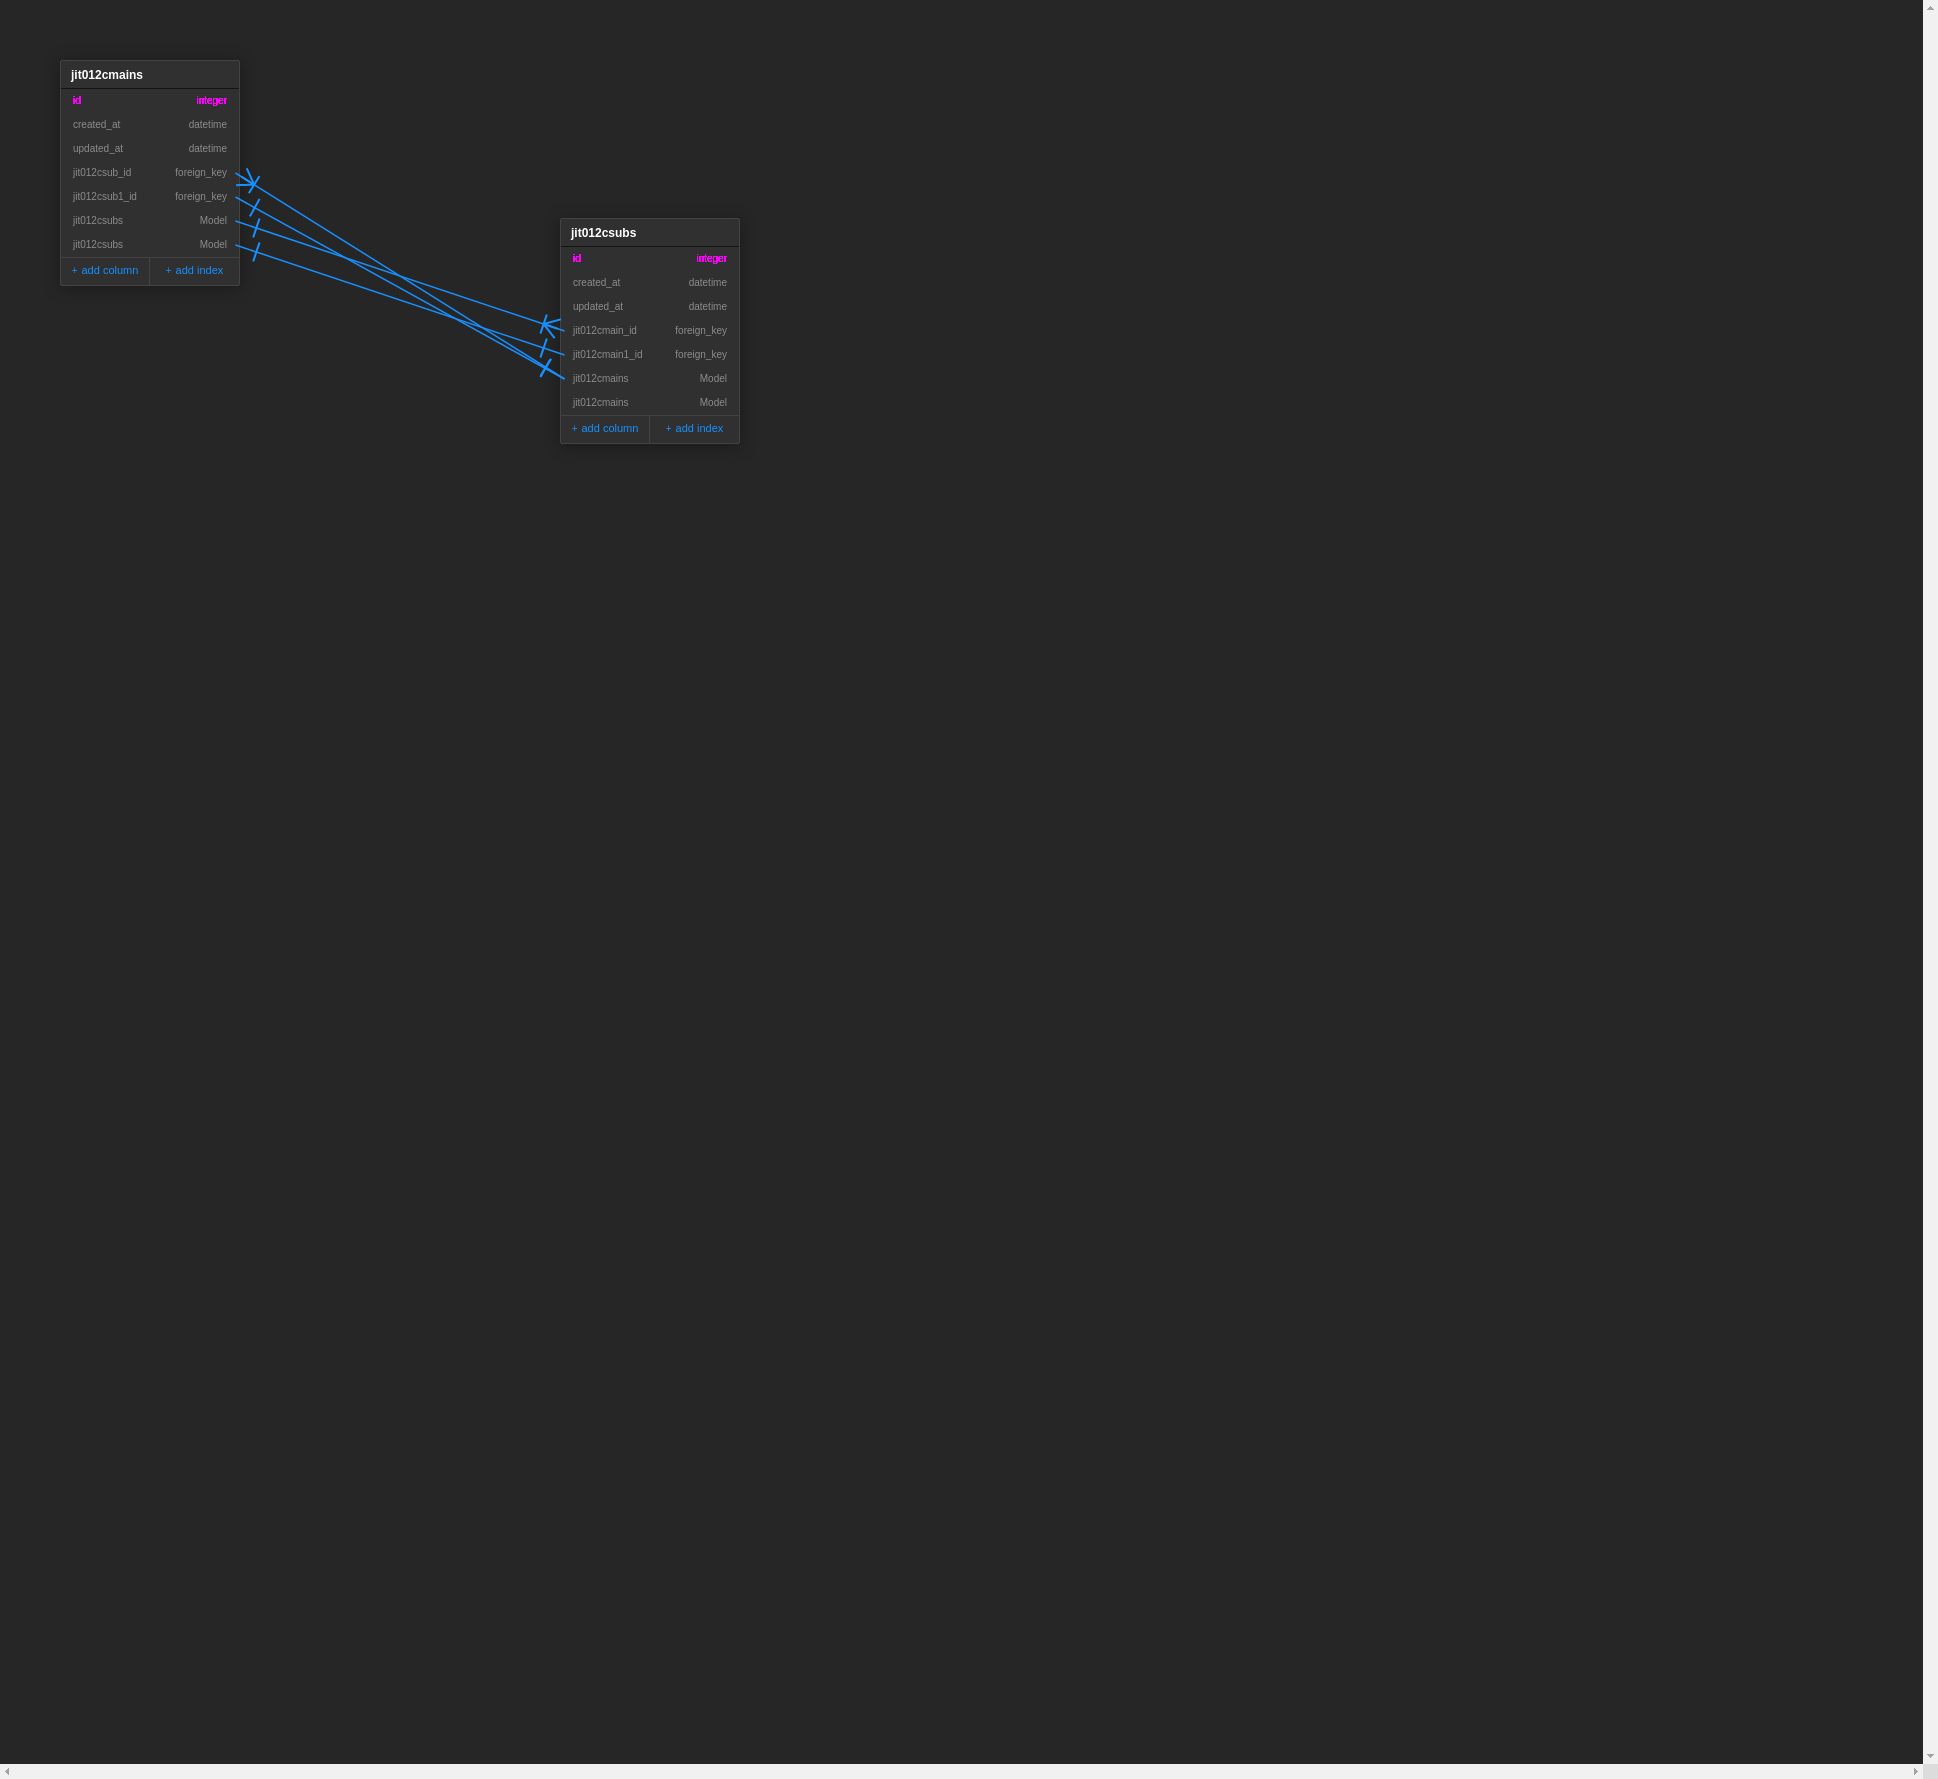 jit012cmains
id integer
created_at datetime
updated_at datetime
jit012csub_id foreign_key
jit012csub1_id foreign_key
jit012csubs Model
jit012csubs Model
+ add column + add index
jit012csubs
id integer
created_at datetime
updated_at datetime
jit012cmain_id foreign_key
jit012cmain1_id foreign_key
jit012cmains Model
jit012cmains Model
+ add column + add index